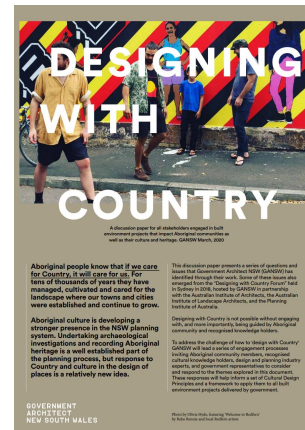 DESIGNING
WITH
COUNTRY
A discussion paper for all stakeholders engaged in built
environment projects that impact Aboriginal communities as
well as their culture and heritage. GANSW March, 2020
Aboriginal people know that if we care
for Country, it will care for us. For
tens of thousands of years they have
managed, cultivated and cared for the
landscape where our towns and cities
were established and continue to grow.
Aboriginal culture is developing a
stronger presence in the NSW planning
system. Undertaking archaeological
investigations and recording Aboriginal
heritage is a well established part of
the planning process, but response to
Country and culture in the design of
places is a relatively new idea.
This discussion paper presents a series of questions and
issues that Government Architect NSW (GANSW) has
identified through their work. Some of these issues also
emerged from the "Designing with Country Forum" held
in Sydney in 2018, hosted by GANSW in partnership
with the Australian Institute of Architects, the Australian
Institute of Landscape Architects, and the Planning
Institute of Australia.
Designing with Country is not possible without engaging
with, and more importantly, being guided by Aboriginal
community and recognised knowledge holders.
To address the challenge of how to 'design with Country'
GANSW will lead a series of engagement processes
inviting Aboriginal community members, recognised
cultural knowledge holders, design and planning industry
experts, and government representatives to consider
and respond to the themes explored in this document.
These responses will help inform a set of Cultural Design
Principles and a framework to apply them to all built
environment projects delivered by government.
GOVERNMENT
ARCHITECT
NEW SOUTH WALES